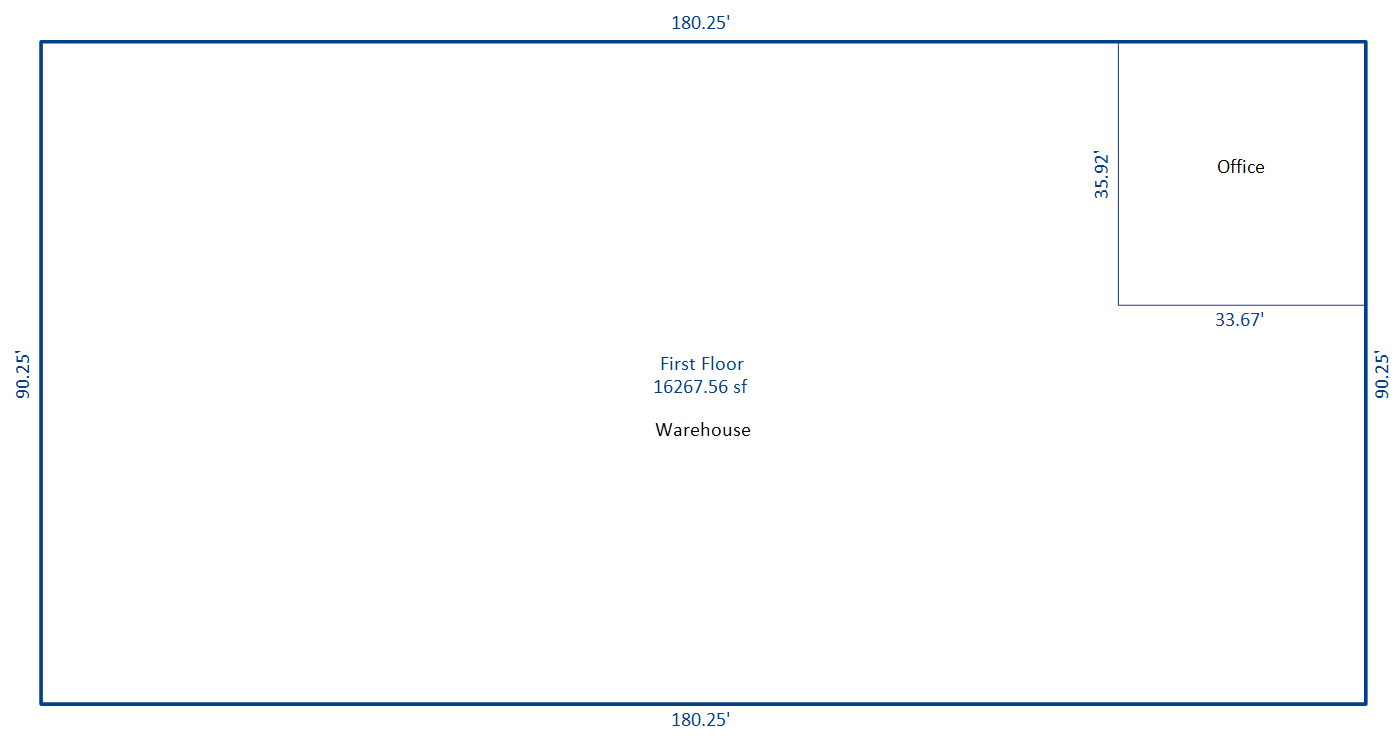 180.25'
35.92'
Office
33.67'
90.25'
First Floor
16267.56 sf
90.25'
Warehouse
180.25'